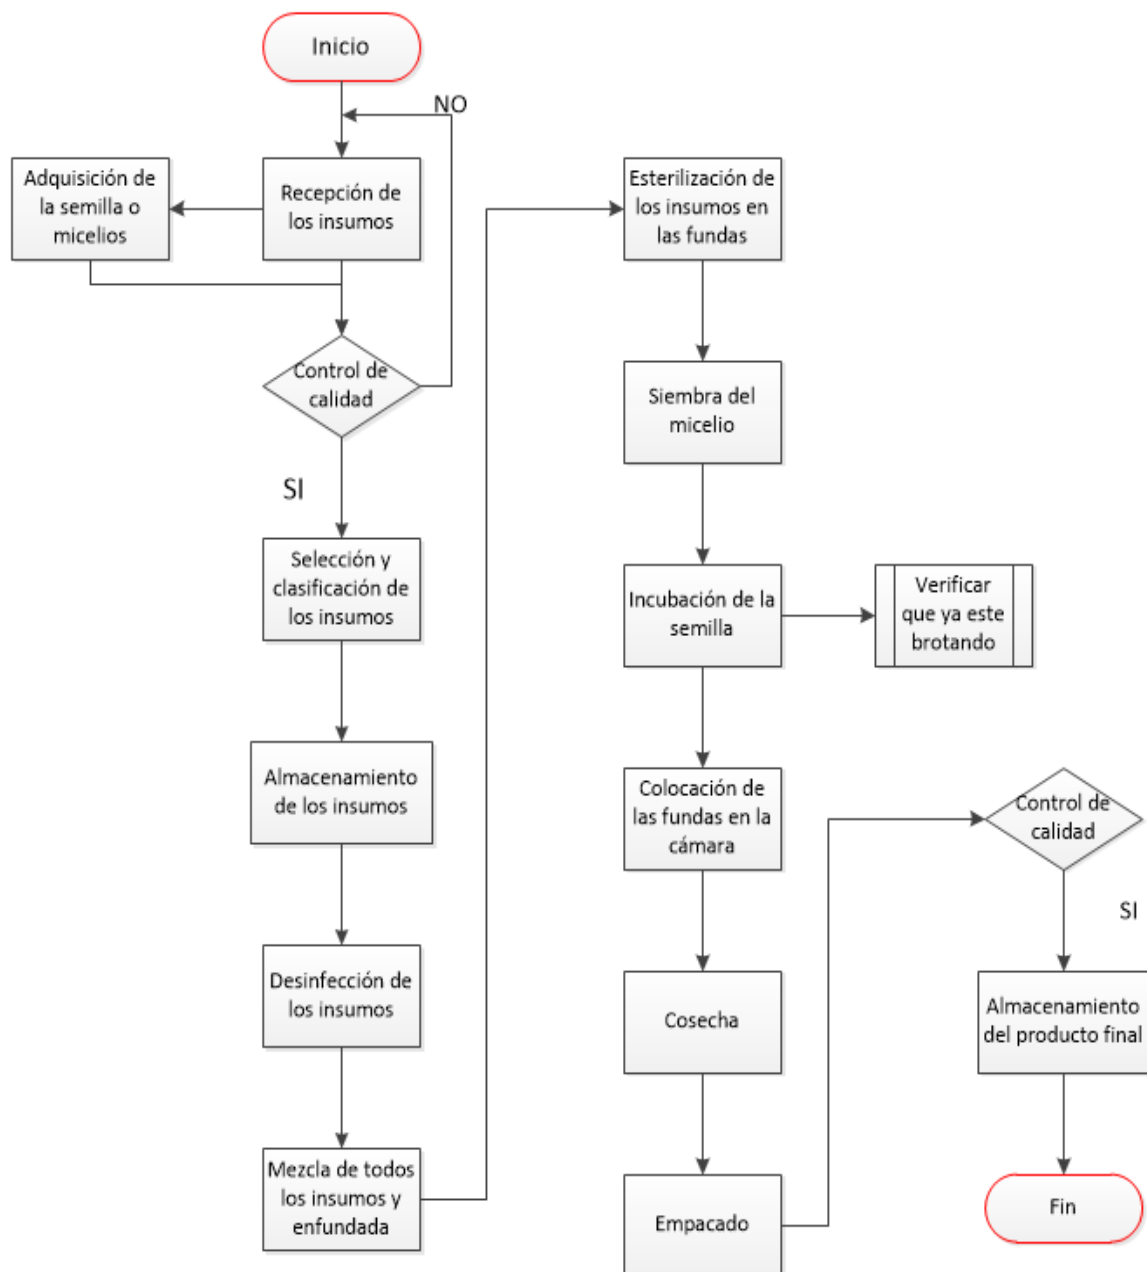 Inicio
NO
Adquisición de
la semilla o
micelios
Recepción de
los insumos
Control de
calidad
SI
Selección y
clasificación de
los insumos
Almacenamiento
de los insumos
Desinfección de
los insumos
Mezcla de todos
los insumos y
enfundada
Esterilización de
los insumos en
las fundas
Siembra del
micelio
Incubación de la
semilla
Verificar
que ya este
brotando
Colocación de
las fundas en la
cámara
Cosecha
Empacado
Control de
calidad
SI
Almacenamiento
del producto final
Fin